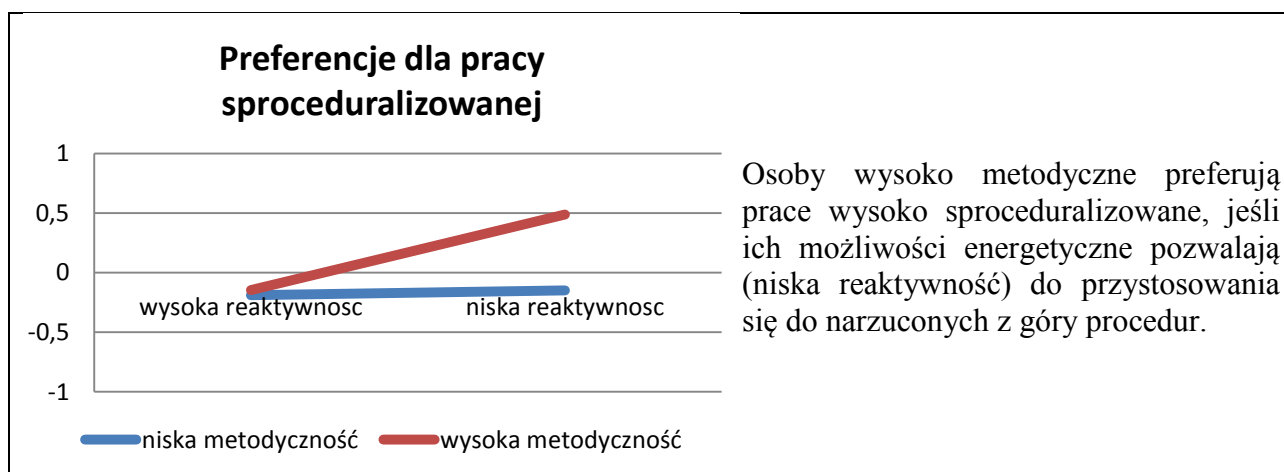 Preferencje dla pracy
sproceduralizowanej
1
0,5
0
-0,5
-1
wysoka reaktywnosc
niska reaktywnosc
niska metodyczność
wysoka metodyczność
Osoby wysoko metodyczne preferują
prace wysoko sproceduralizowane, jeśli
ich możliwości energetyczne pozwalają
(niska reaktywność) do przystosowania
się do narzuconych z góry procedur.